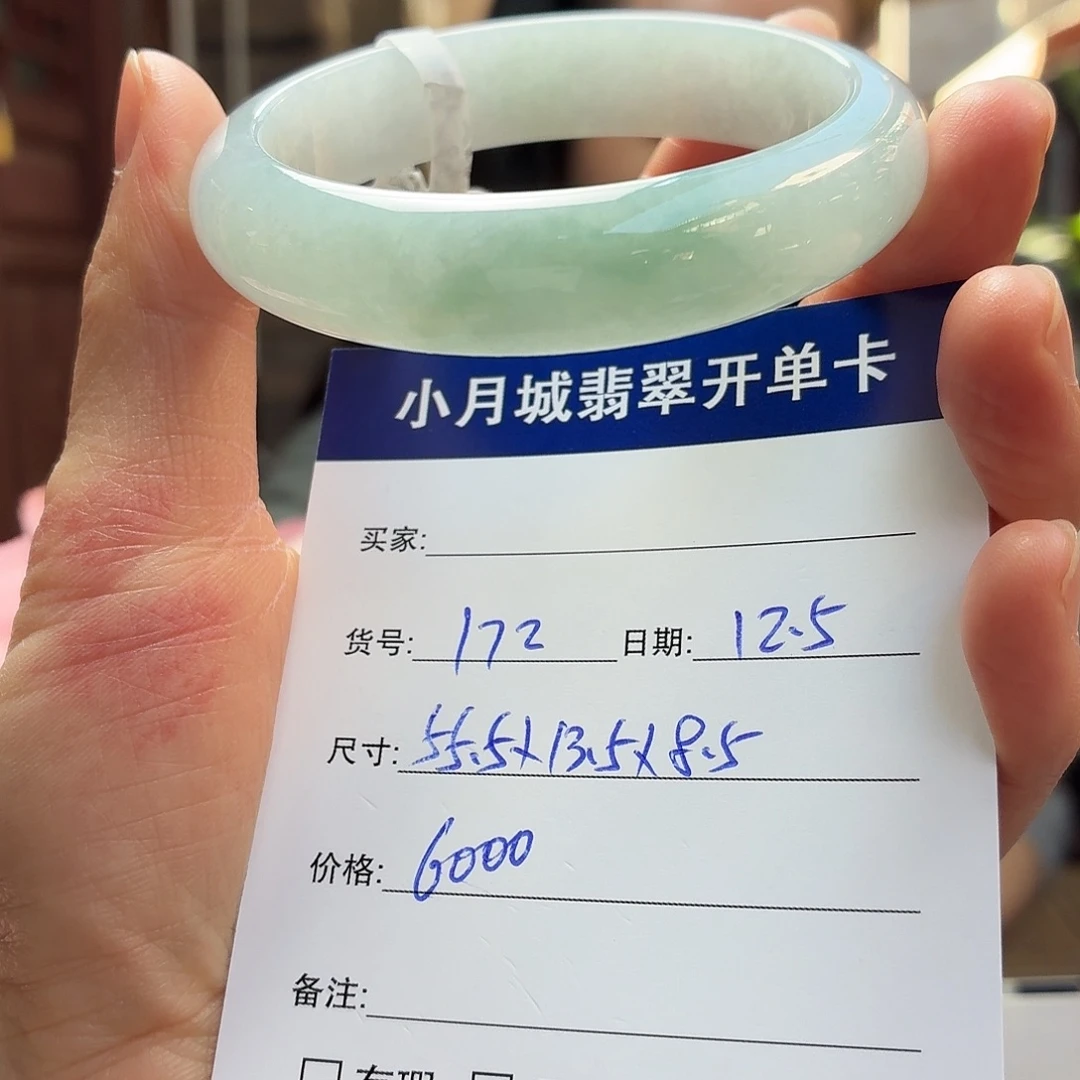 小月城翡翠开单卡
买家:
货号: 172 日期: 12.5
尺寸: 55.5x13.5x8.5
价格: 6000
备注: